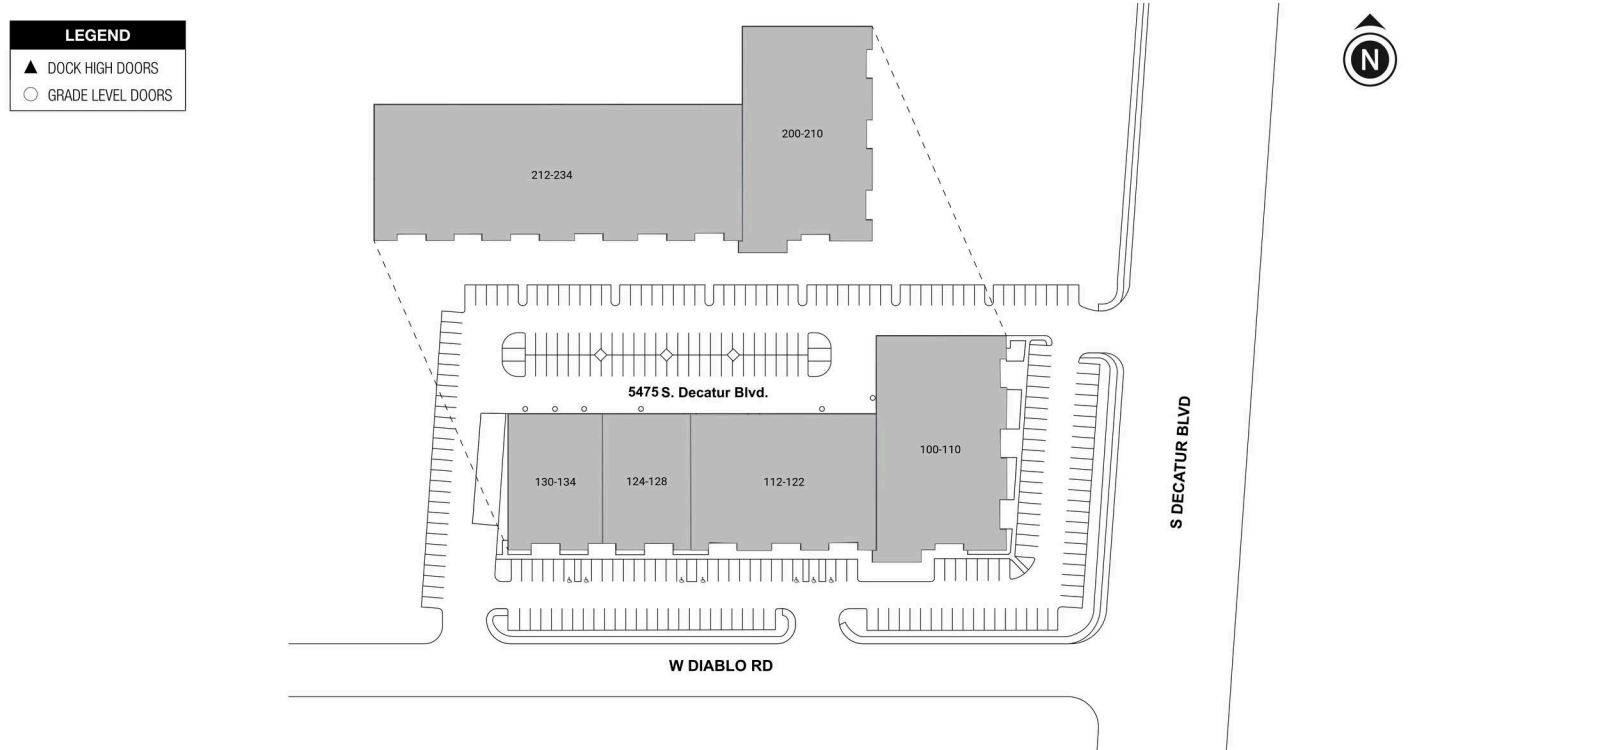 LEGEND
DOCK HIGH DOORS
GRADE LEVEL DOORS
N
200-210
212-234
5475 S. Decatur Blvd.
100-110
130-134
124-128
112-122
S DECATUR BLVD
W DIABLO RD